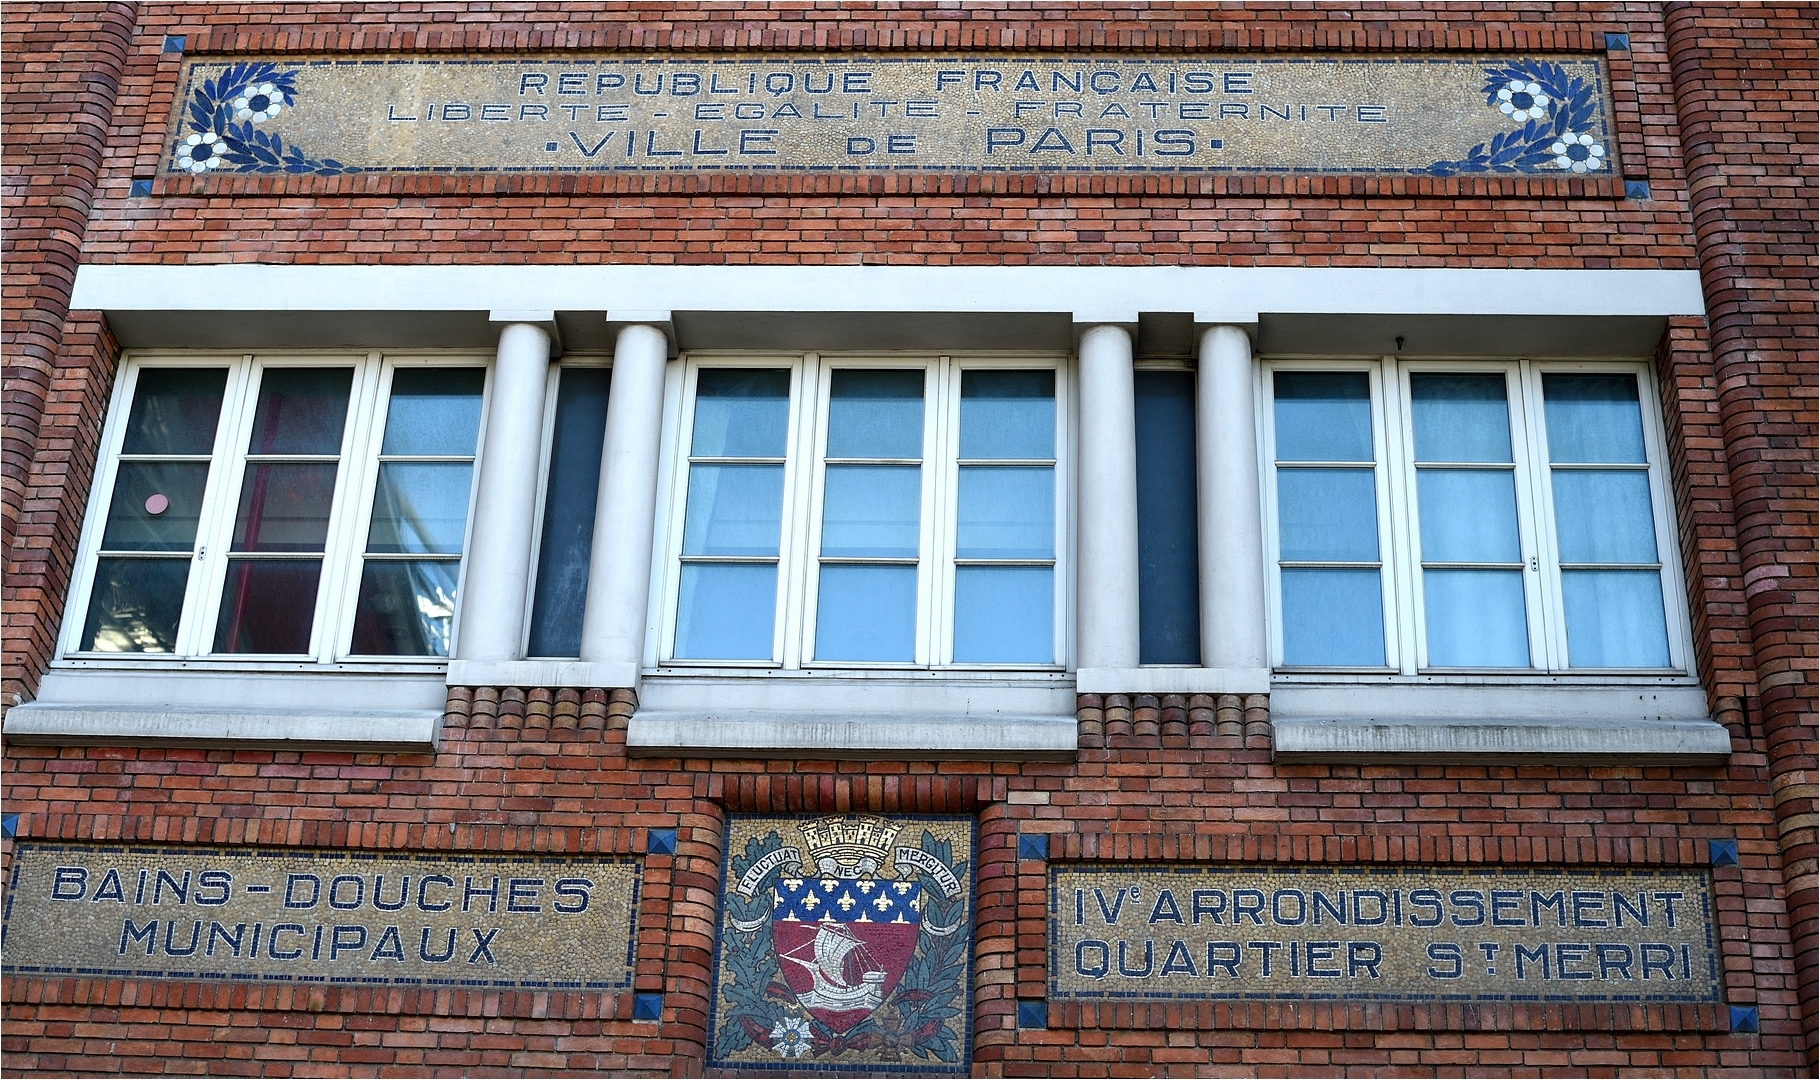 REPUBLIQUE FRANÇAISE
LIBERTE - EGALITE - FRATERNITE
·VILLE DE PARIS·
FLUCTUAT NEC MERGITUR
BAINS-DOUCHES
MUNICIPAUX
IVe ARRONDISSEMENT
QUARTIER ST MERRI